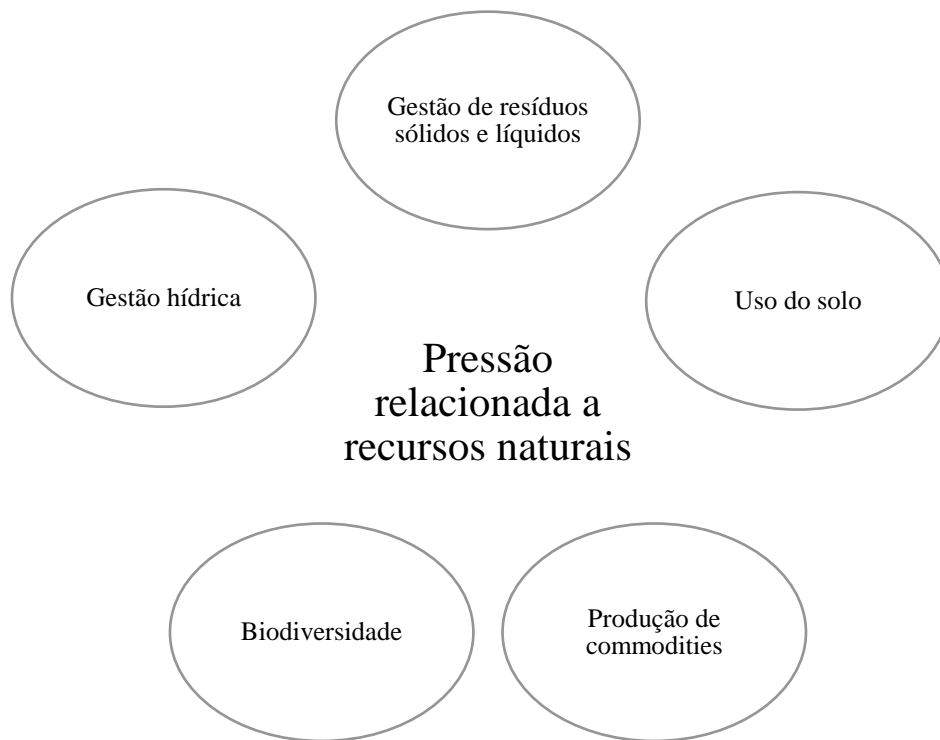 Gestão de resíduos
sólidos e líquidos
Gestão hídrica
Uso do solo
Pressão
relacionada a
recursos naturais
Biodiversidade
Produção de
commodities